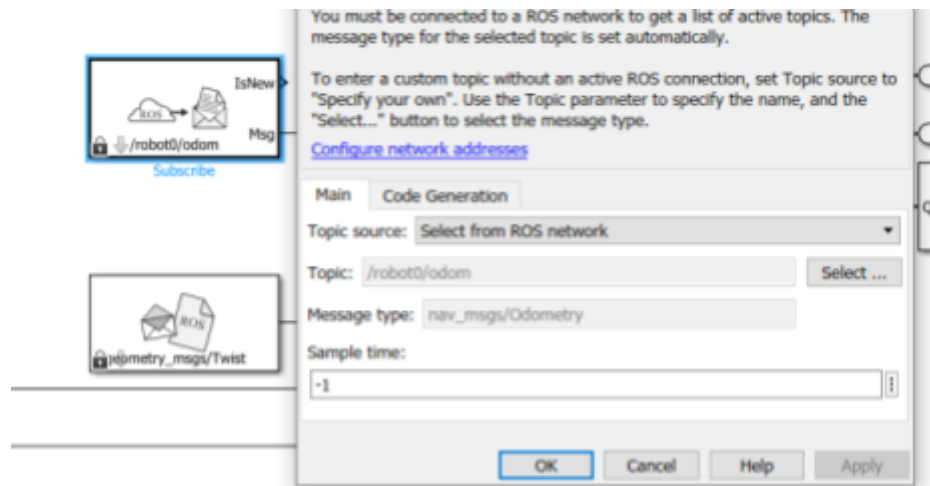 You must be connected to a ROS network to get a list of active topics. The
message type for the selected topic is set automatically.
To enter a custom topic without an active ROS connection, set Topic source to
"Specify your own". Use the Topic parameter to specify the name, and the
"Select..." button to select the message type.
Configure network addresses
IsNew
ROS
Msg
/robot0/odom
Subscribe
Main Code Generation
Topic source: Select from ROS network
Topic: /robot0/odom Select ...
Message type: nav_msgs/Odometry
Sample time:
-1
ROS
eometry_msgs/Twist
OK Cancel Help Apply